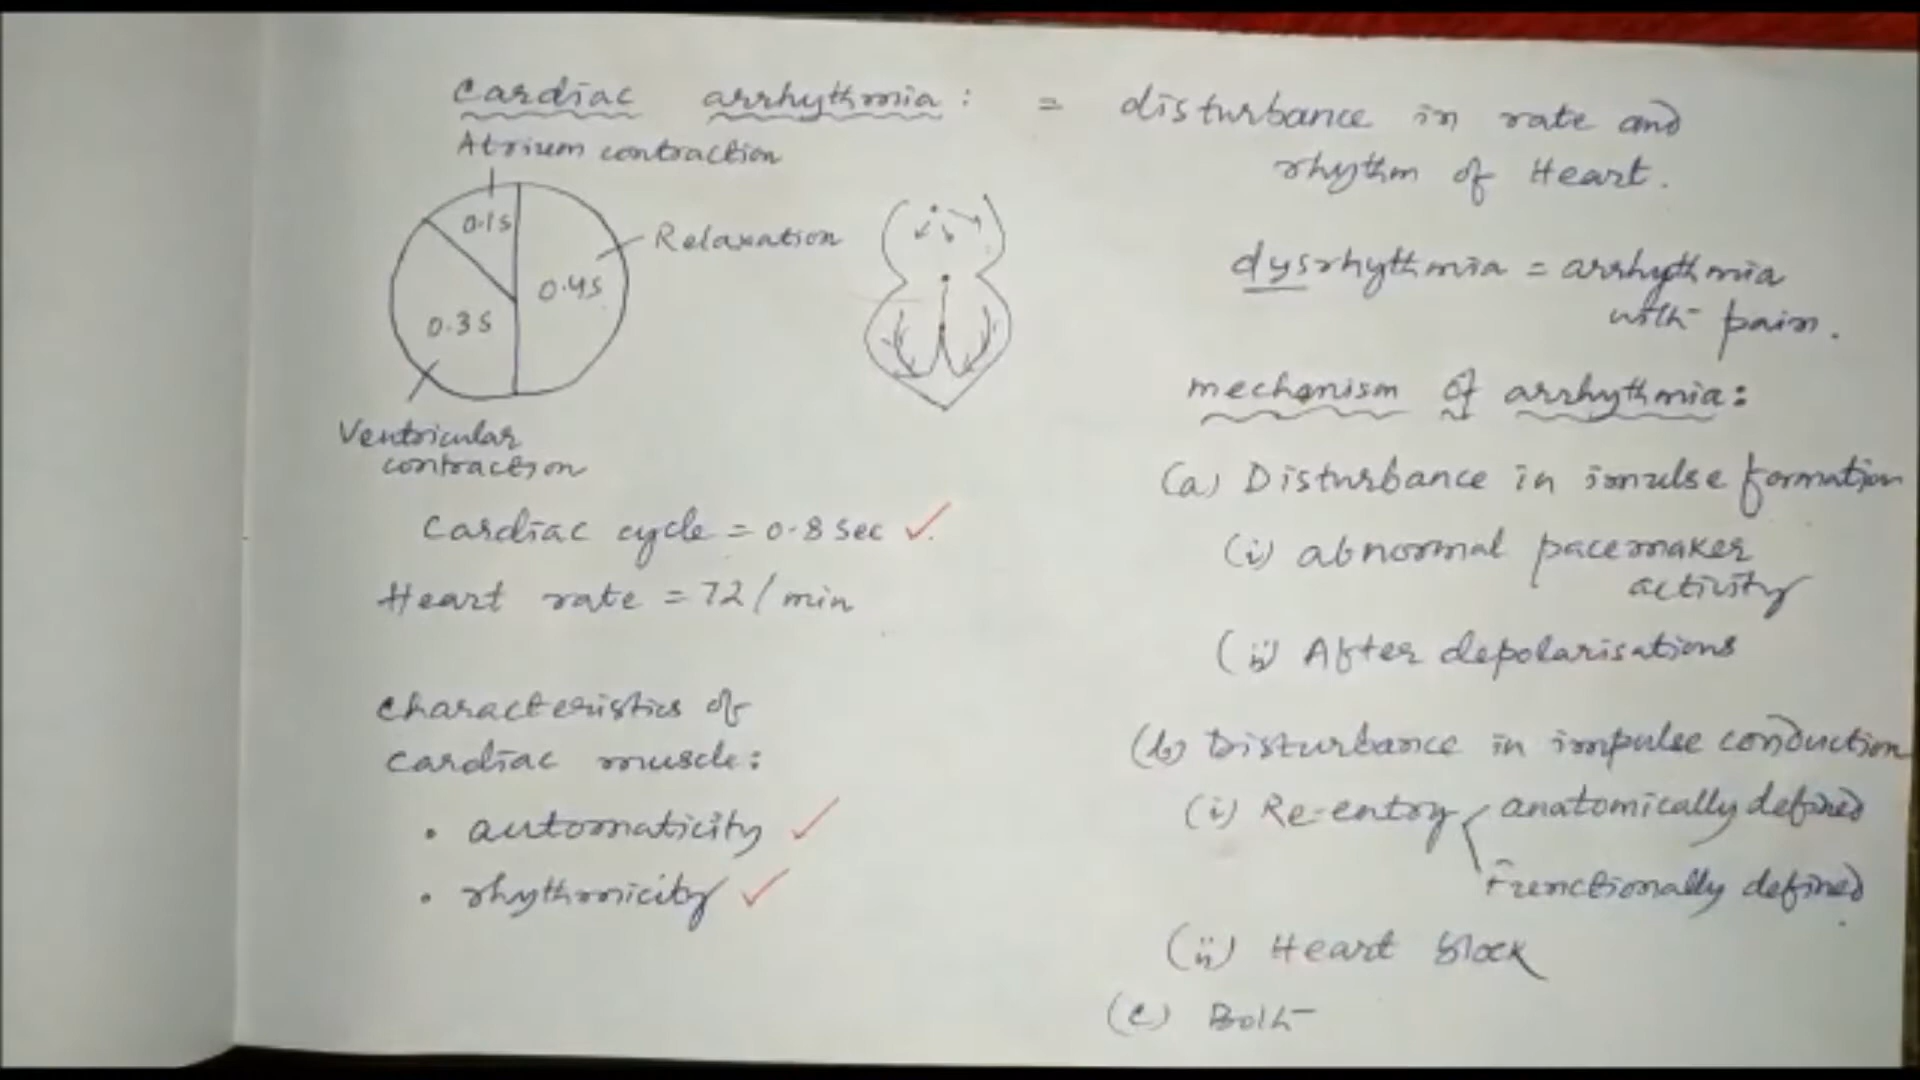 Cardiac arrhythmia:
Atrium contraction
0.1s
Relaxation
0.4s
0.3s
Ventricular
contraction
Cardiac cycle = 0.8 Sec ✓
Heart rate = 72/min
Characteristics of
Cardiac muscle:
• automaticity ✓
• rhythmicity ✓
= disturbance in rate and
rhythm of Heart.
dysrhythmia = arrhythmia
with pain.
mechanism of arrhythmia:
(a) Disturbance in imulse formation
(i) abnormal pacemaker
activity
(ii) After depolarisations
(b) Disturbance in impulse conduction
(i) Re-entry anatomically defined
Functionally defined
(ii) Heart Block
(c) Both